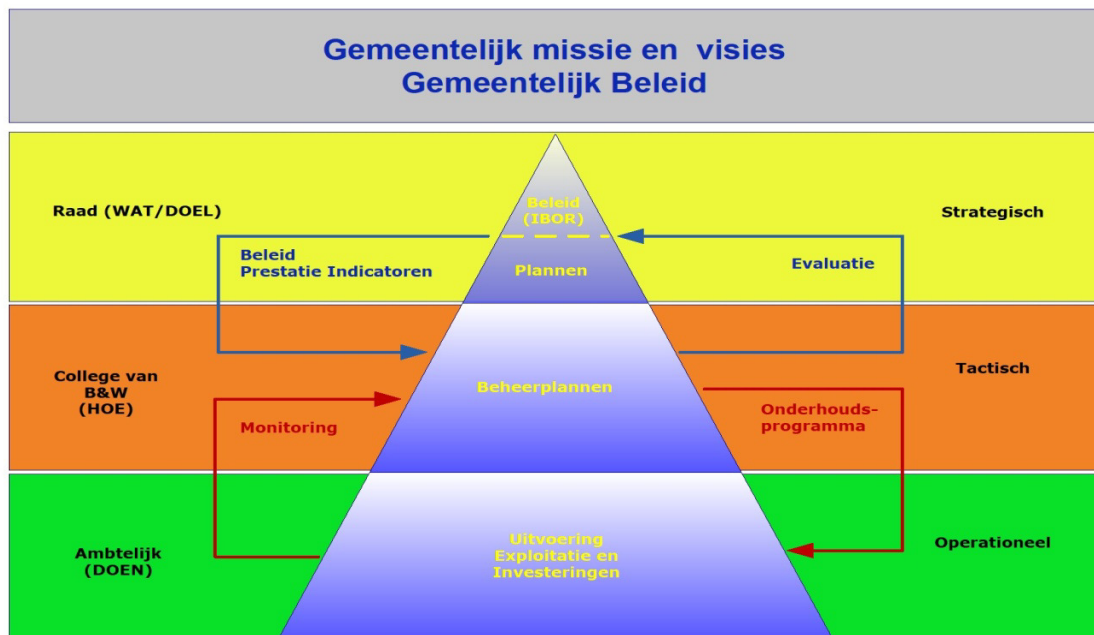 Gemeentelijk missie en visies
Gemeentelijk Beleid
Raad (WAT/DOEL)
Beleid
(IBOR)
Strategisch
Beleid
Prestatie Indicatoren
Plannen
Evaluatie
College van
B&W
(HOE)
Beheerplannen
Tactisch
Monitoring
Onderhouds-
programma
Ambtelijk
(DOEN)
Uitvoering
Exploitatie en
Investeringen
Operationeel